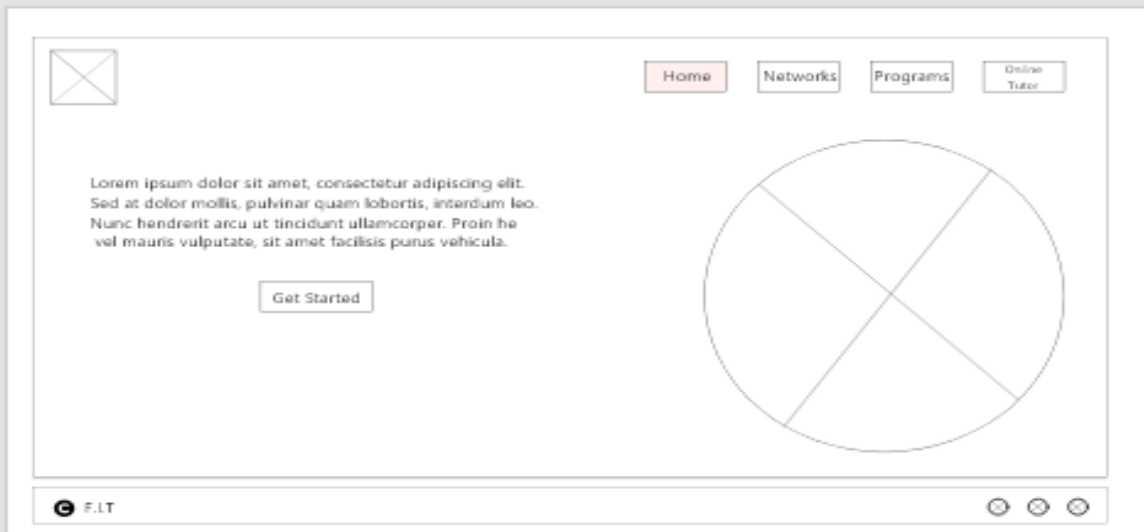 Home
Networks
Programs
Online
Tutor
Lorem ipsum dolor sit amet, consectetur adipiscing elit.
Sed at dolor mollis, pulvinar quam lobortis, interdum leo.
Nunc hendrerit arcu ut tincidunt ullamcorper. Proin he
vel mauris vulputate, sit amet facilisis purus vehicula.
Get Started
C F.I.T